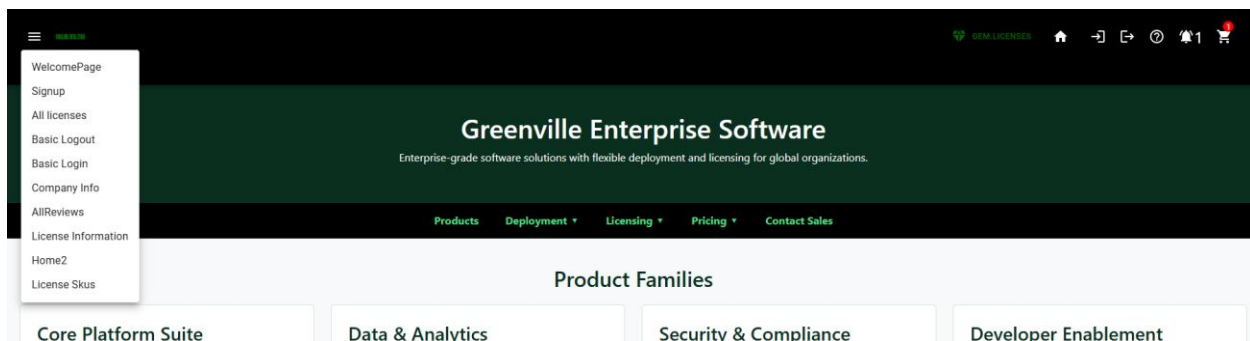 GEM.LICENSES 1 1
WelcomePage
Signup
All licenses
Basic Logout
Basic Login
Company Info
AllReviews
License Information
Home2
License Skus
Greenville Enterprise Software
Enterprise-grade software solutions with flexible deployment and licensing for global organizations.
Products Deployment ▾ Licensing ▾ Pricing ▾ Contact Sales
Product Families
Core Platform Suite Data & Analytics Security & Compliance Developer Enablement